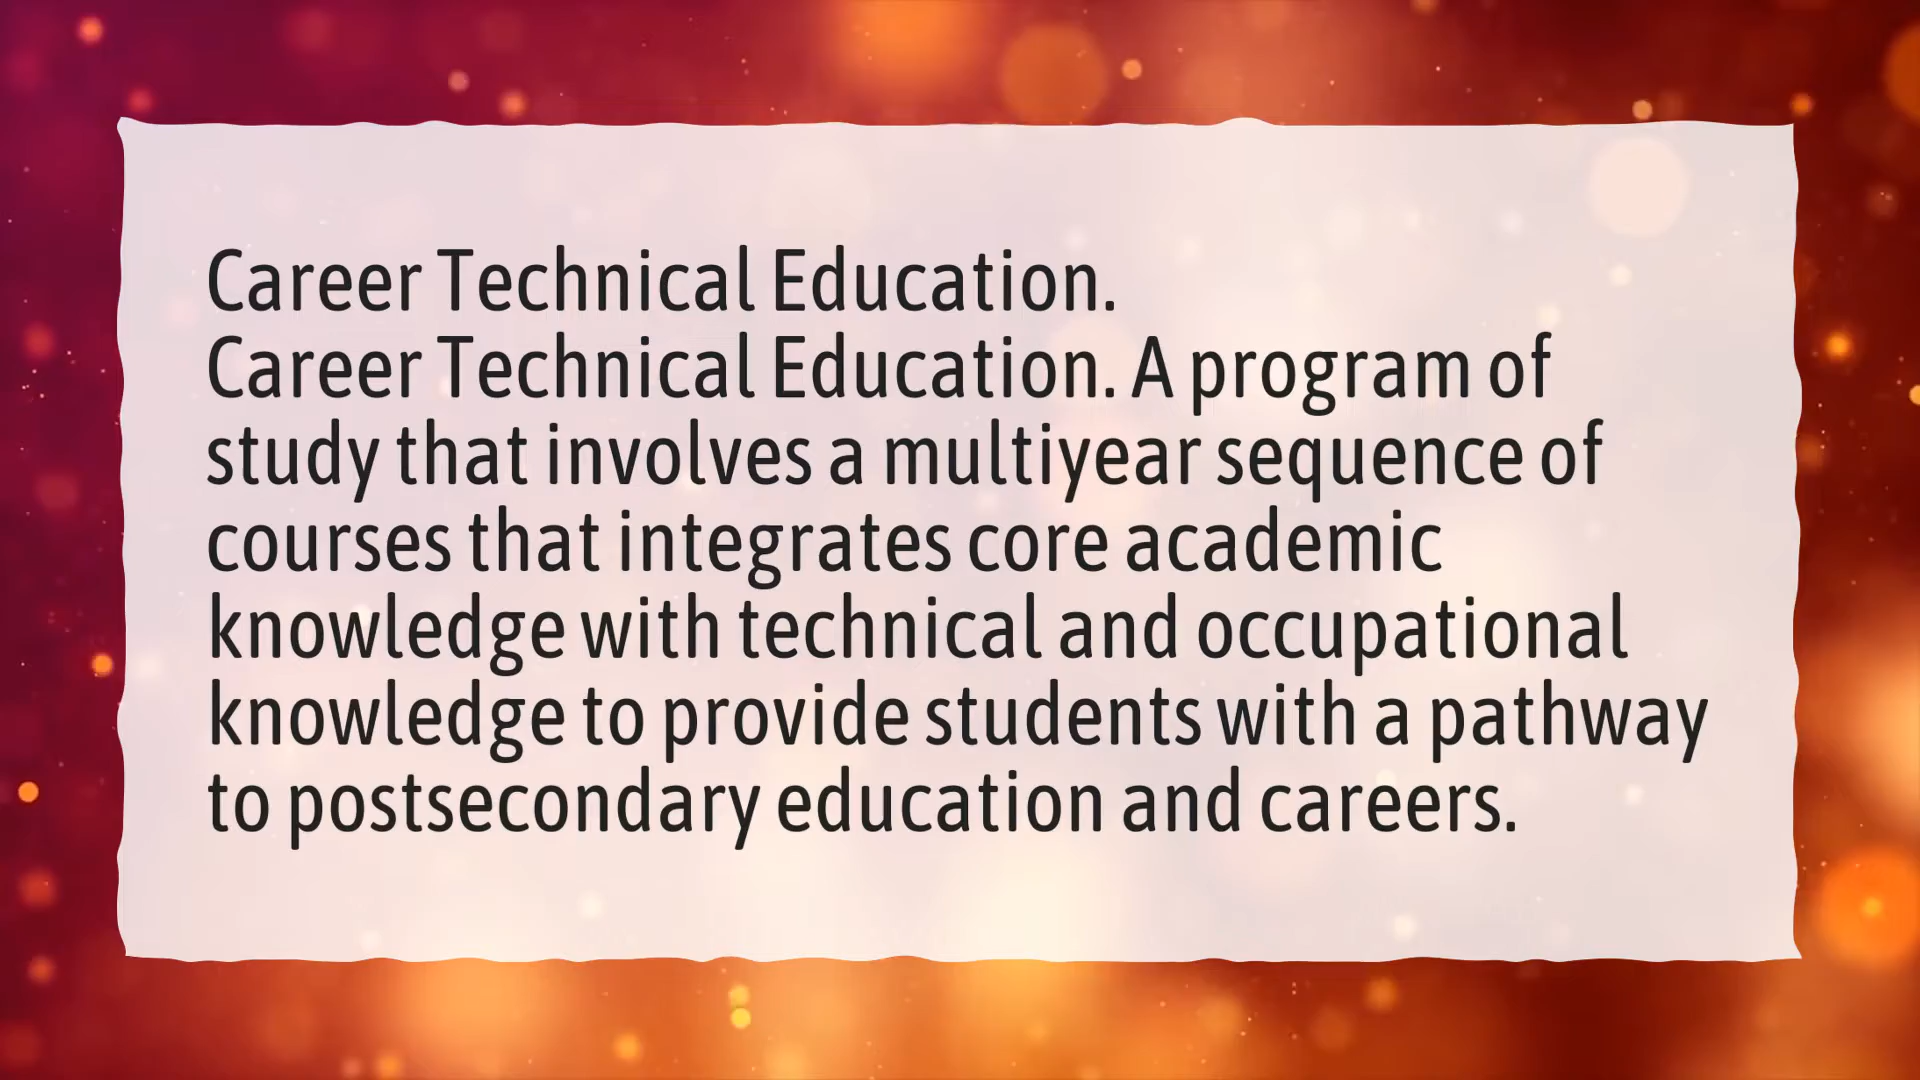 Career Technical Education.
Career Technical Education. A program of
study that involves a multiyear sequence of
courses that integrates core academic
knowledge with technical and occupational
knowledge to provide students with a pathway
to postsecondary education and careers.